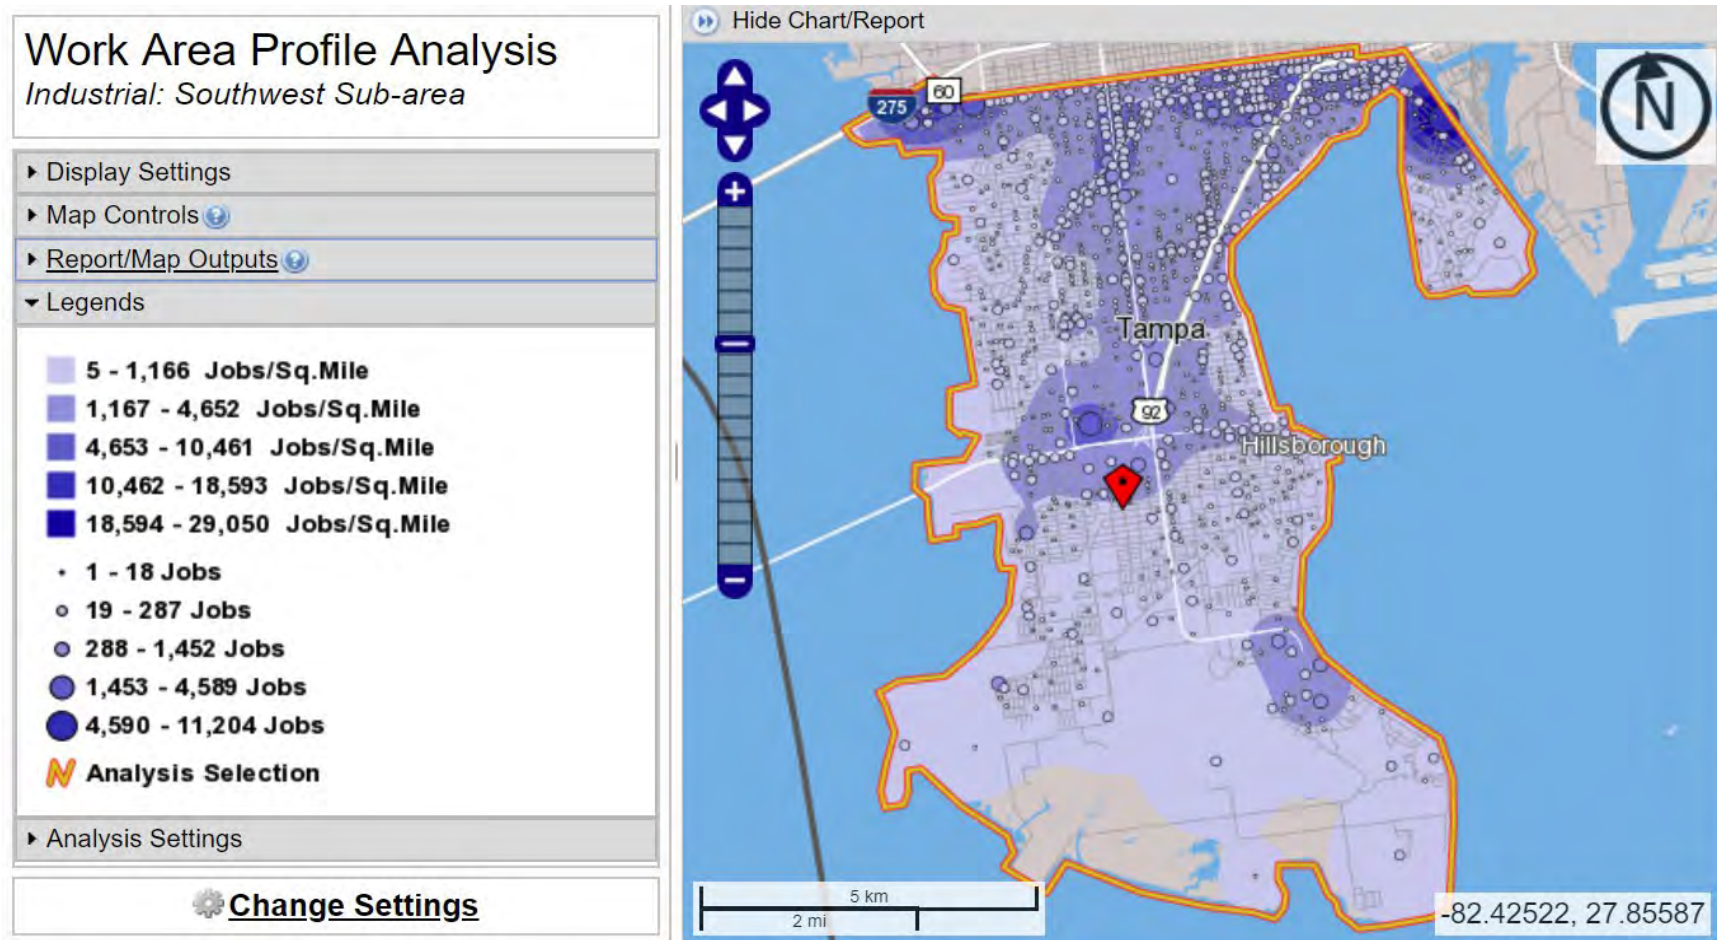 Work Area Profile Analysis
Industrial: Southwest Sub-area
Display Settings
Map Controls ?
Report/Map Outputs ?
Legends
5 - 1,166 Jobs/Sq.Mile
1,167 - 4,652 Jobs/Sq.Mile
4,653 - 10,461 Jobs/Sq.Mile
10,462 - 18,593 Jobs/Sq.Mile
18,594 - 29,050 Jobs/Sq.Mile
1 - 18 Jobs
19 - 287 Jobs
288 - 1,452 Jobs
1,453 - 4,589 Jobs
4,590 - 11,204 Jobs
Analysis Selection
Analysis Settings
Change Settings
Hide Chart/Report
60
275
N
Tampa
92
Hillsborough
5 km
2 mi
-82.42522, 27.85587